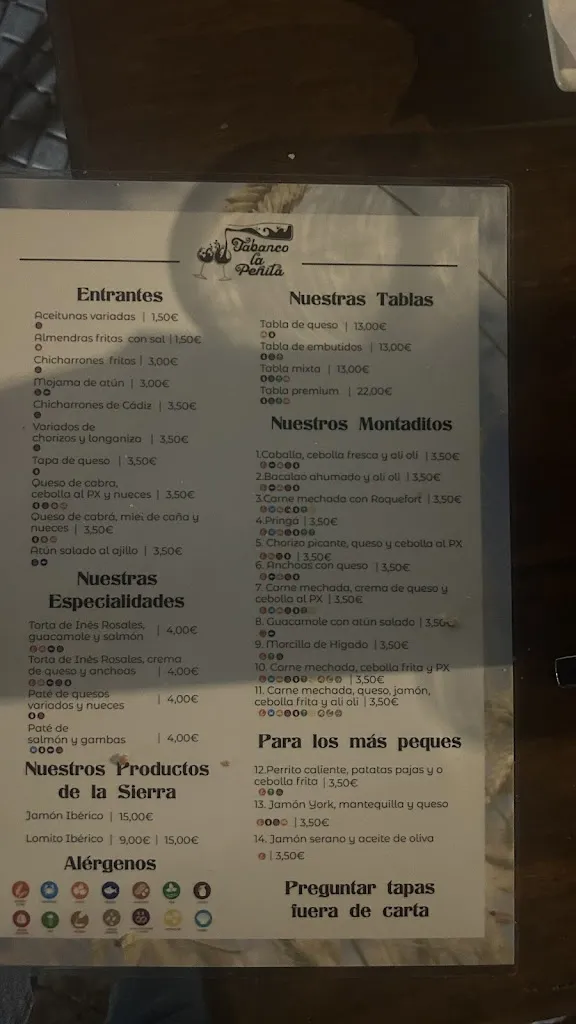 Tabanco
la
Peñita
Entrantes
Aceitunas variadas | 1,50€
Almendras fritas con sal | 1,50€
Chicharrones fritos | 3,00€
Mojama de atún | 3,00€
Chicharrones de Cádiz | 3,50€
Variados de
chorizos y longaniza | 3,50€
Tapa de queso | 3,50€
Queso de cabra,
cebolla al PX y nueces | 3,50€
Queso de cabra, miel de caña y
nueces | 3,50€
Atún salado al ajillo | 3,50€
Nuestras
Especialidades
Torta de Inés Rosales,
guacamole y salmón | 4,00€
Torta de Inés Rosales, crema
de queso y anchoas | 4,00€
Paté de quesos
variados y nueces | 4,00€
Paté de
salmón y gambas | 4,00€
Nuestros Productos
de la Sierra
Jamón Ibérico | 15,00€
Lomito Ibérico | 9,00€ | 15,00€
Alérgenos
Nuestras Tablas
Tabla de queso | 13,00€
Tabla de embutidos | 13,00€
Tabla mixta | 13,00€
Tabla premium | 22,00€
Nuestros Montaditos
1.Caballa, cebolla fresca y ali oli | 3,50€
2.Bacalao ahumado y ali oli | 3,50€
3.Carne mechada con Roquefort | 3,50€
4.Pringa | 3,50€
5. Chorizo picante, queso y cebolla al PX
| 3,50€
6. Anchoas con queso | 3,50€
7. Carne mechada, crema de queso y
cebolla al PX | 3,50€
8. Guacamole con atún salado | 3,50€
9. Morcilla de Hígado | 3,50€
10. Carne mechada, cebolla frita y PX
| 3,50€
11. Carne mechada, queso, jamón,
cebolla frita y ali oli | 3,50€
Para los más peques
12.Perrito caliente, patatas pajas y o
cebolla frita | 3,50€
13. Jamón York, mantequilla y queso
| 3,50€
14. Jamón serano y aceite de oliva
| 3,50€
Preguntar tapas
fuera de carta